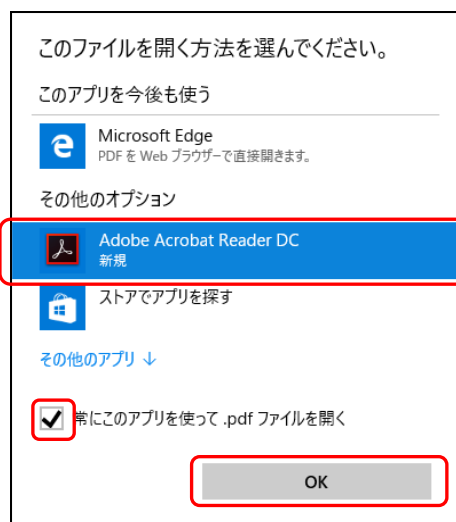 このファイルを開く方法を選んでください。
このアプリを今後も使う
Microsoft Edge
PDF を Web ブラウザーで直接開きます。
その他のオプション
Adobe Acrobat Reader DC
新規
ストアでアプリを探す
その他のアプリ ↓
常にこのアプリを使って .pdf ファイルを開く
OK